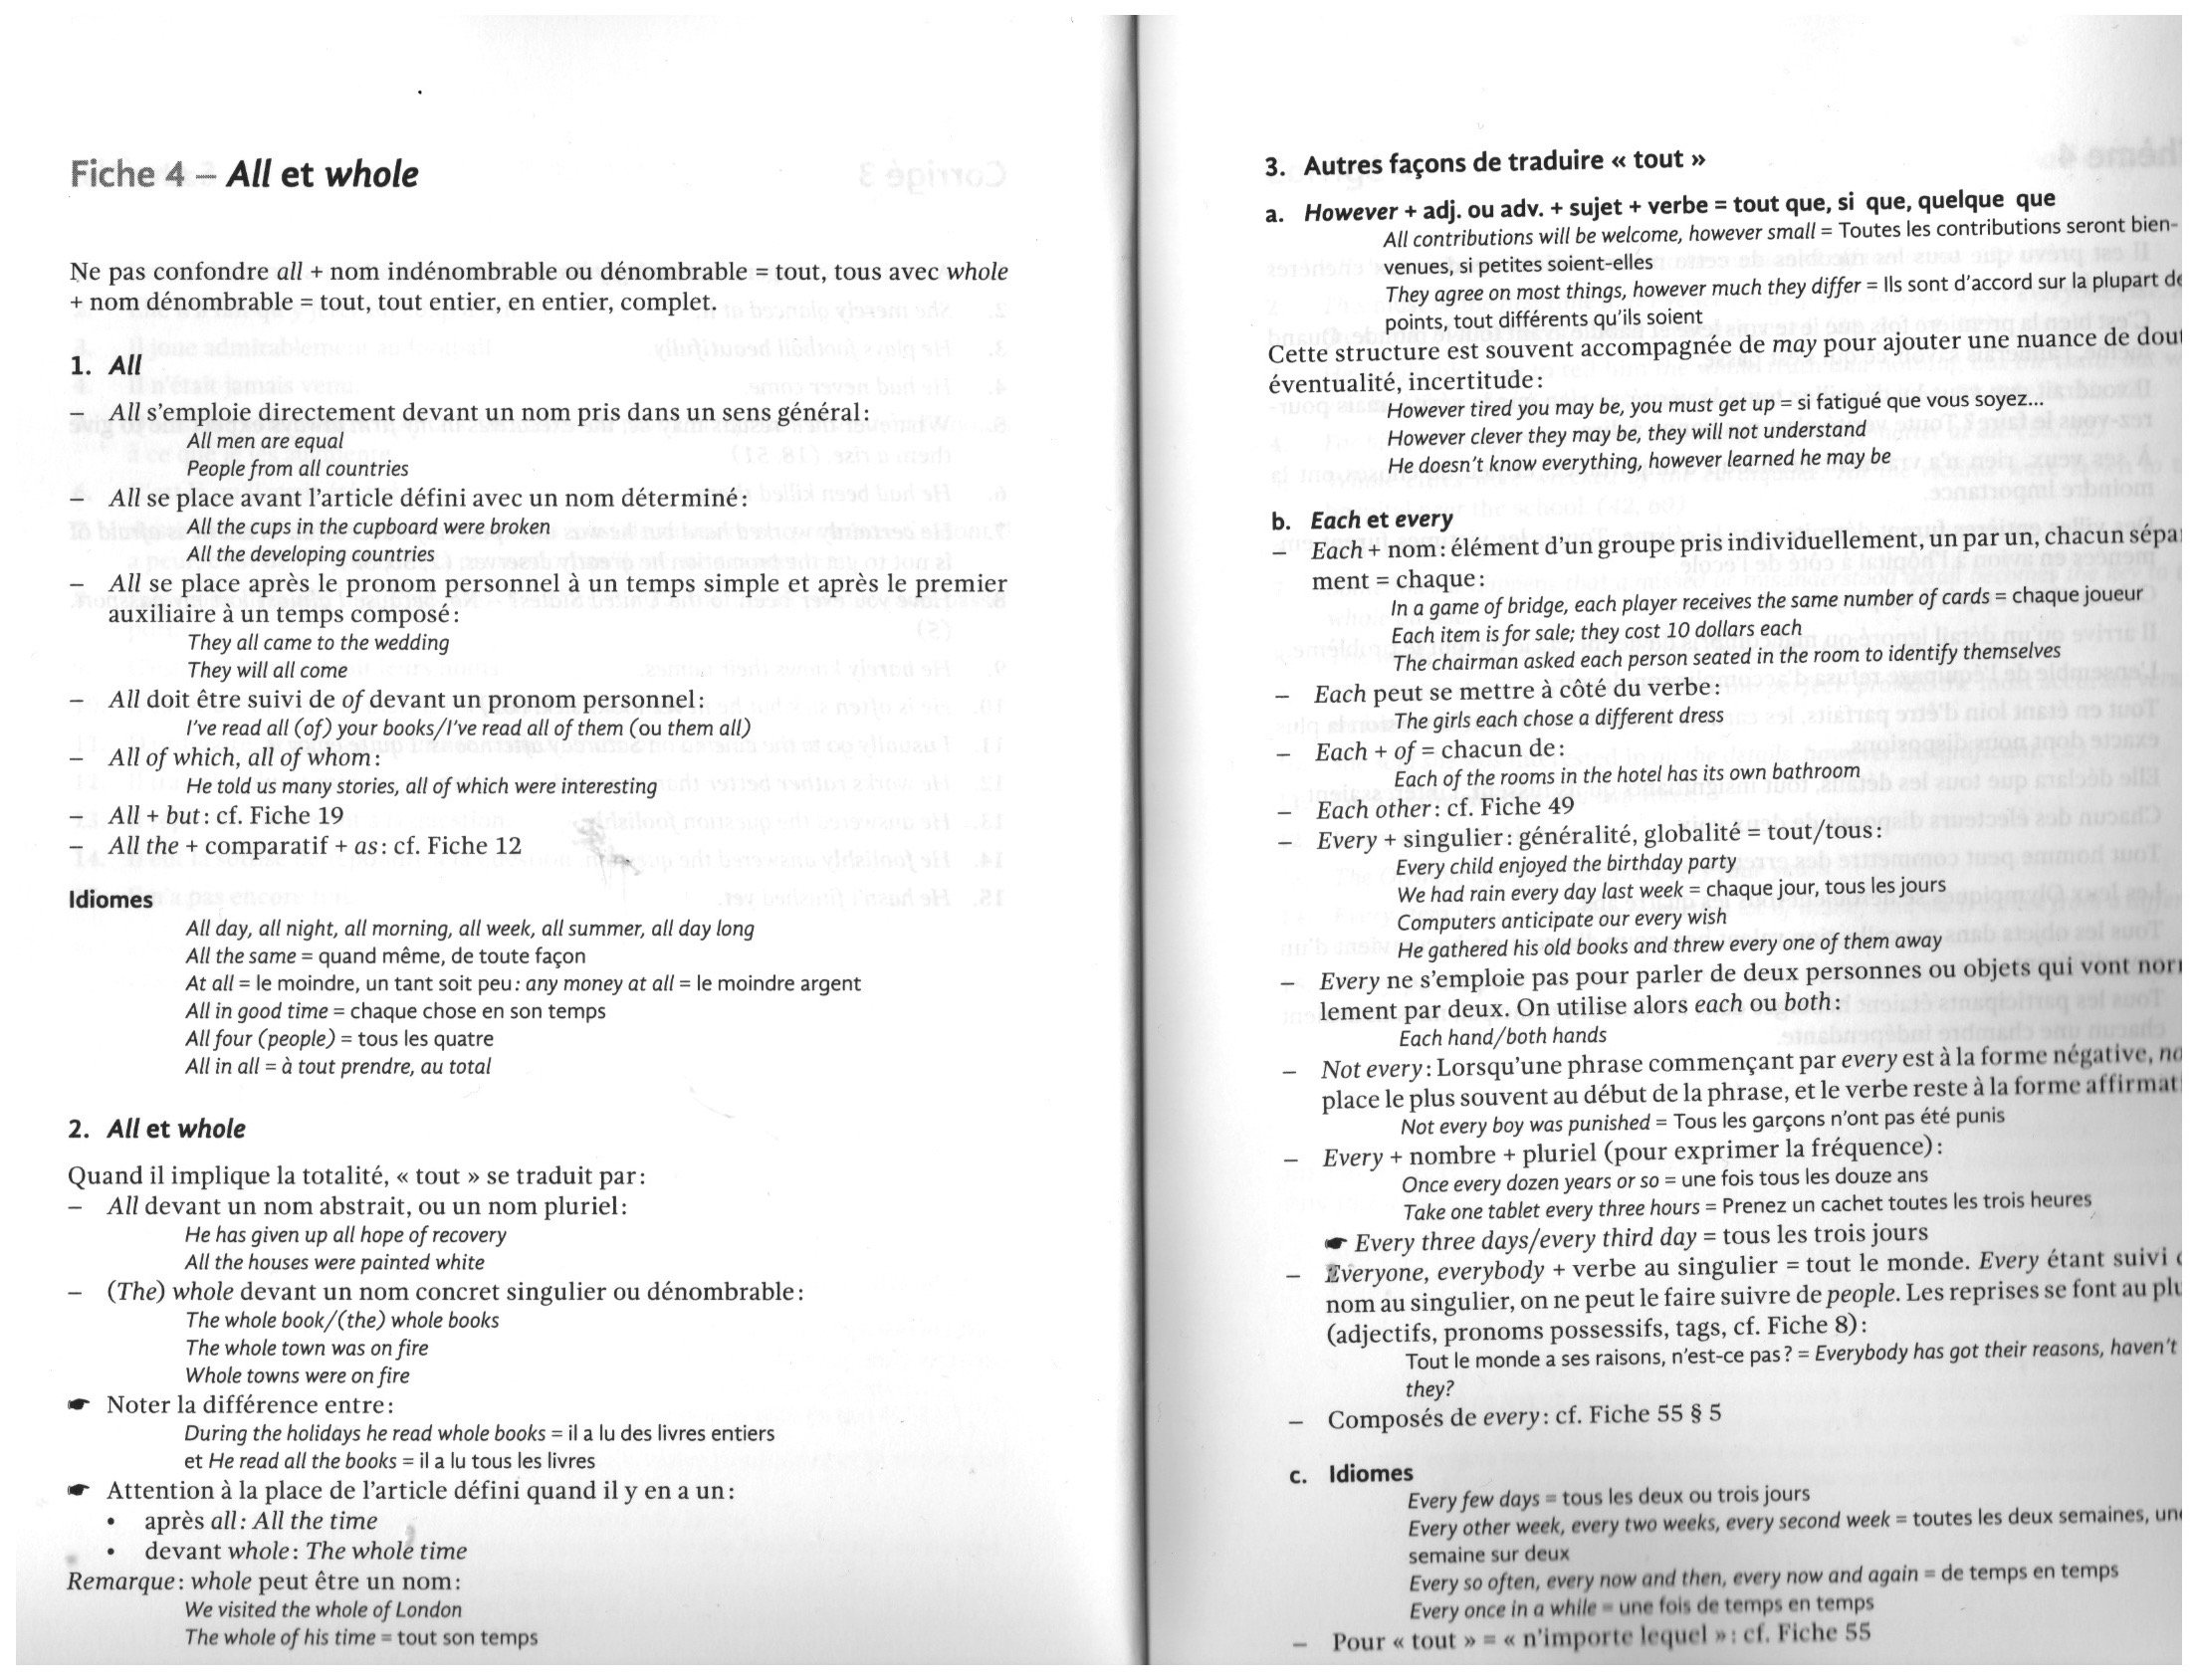 Fiche 4 – All et whole
Ne pas confondre all + nom indénombrable ou dénombrable = tout, tous avec whole
+ nom dénombrable = tout, tout entier, en entier, complet.
1. All
– All s'emploie directement devant un nom pris dans un sens général :
All men are equal
People from all countries
– All se place avant l'article défini avec un nom déterminé :
All the cups in the cupboard were broken
All the developing countries
– All se place après le pronom personnel à un temps simple et après le premier
auxiliaire à un temps composé :
They all came to the wedding
They will all come
– All doit être suivi de of devant un pronom personnel :
I've read all (of) your books/I've read all of them (ou them all)
– All of which, all of whom :
He told us many stories, all of which were interesting
– All + but : cf. Fiche 19
– All the + comparatif + as : cf. Fiche 12
Idiomes
All day, all night, all morning, all week, all summer, all day long
All the same = quand même, de toute façon
At all = le moindre, un tant soit peu : any money at all = le moindre argent
All in good time = chaque chose en son temps
All four (people) = tous les quatre
All in all = à tout prendre, au total
2. All et whole
Quand il implique la totalité, « tout » se traduit par :
– All devant un nom abstrait, ou un nom pluriel :
He has given up all hope of recovery
All the houses were painted white
– (The) whole devant un nom concret singulier ou dénombrable :
The whole book/(the) whole books
The whole town was on fire
Whole towns were on fire
☛ Noter la différence entre :
During the holidays he read whole books = il a lu des livres entiers
et He read all the books = il a lu tous les livres
☛ Attention à la place de l'article défini quand il y en a un :
• après all : All the time
• devant whole : The whole time
Remarque : whole peut être un nom :
We visited the whole of London
The whole of his time = tout son temps
3. Autres façons de traduire « tout »
a. However + adj. ou adv. + sujet + verbe = tout que, si que, quelque que
All contributions will be welcome, however small = Toutes les contributions seront bien-
venues, si petites soient-elles
They agree on most things, however much they differ = Ils sont d'accord sur la plupart de
points, tout différents qu'ils soient
Cette structure est souvent accompagnée de may pour ajouter une nuance de dou
éventualité, incertitude :
However tired you may be, you must get up = si fatigué que vous soyez...
However clever they may be, they will not understand
He doesn't know everything, however learned he may be
b. Each et every
– Each + nom : élément d'un groupe pris individuellement, un par un, chacun sépa
ment = chaque :
In a game of bridge, each player receives the same number of cards = chaque joueur
Each item is for sale; they cost 10 dollars each
The chairman asked each person seated in the room to identify themselves
– Each peut se mettre à côté du verbe :
The girls each chose a different dress
– Each + of = chacun de :
Each of the rooms in the hotel has its own bathroom
– Each other : cf. Fiche 49
– Every + singulier : généralité, globalité = tout/tous :
Every child enjoyed the birthday party
We had rain every day last week = chaque jour, tous les jours
Computers anticipate our every wish
He gathered his old books and threw every one of them away
– Every ne s'emploie pas pour parler de deux personnes ou objets qui vont nor
lement par deux. On utilise alors each ou both :
Each hand/both hands
– Not every : Lorsqu'une phrase commençant par every est à la forme négative, no
place le plus souvent au début de la phrase, et le verbe reste à la forme affirmat
Not every boy was punished = Tous les garçons n'ont pas été punis
– Every + nombre + pluriel (pour exprimer la fréquence) :
Once every dozen years or so = une fois tous les douze ans
Take one tablet every three hours = Prenez un cachet toutes les trois heures
☛ Every three days/every third day = tous les trois jours
– Everyone, everybody + verbe au singulier = tout le monde. Every étant suivi
nom au singulier, on ne peut le faire suivre de people. Les reprises se font au plu
(adjectifs, pronoms possessifs, tags, cf. Fiche 8) :
Tout le monde a ses raisons, n'est-ce pas ? = Everybody has got their reasons, haven't
they?
– Composés de every : cf. Fiche 55 § 5
c. Idiomes
Every few days = tous les deux ou trois jours
Every other week, every two weeks, every second week = toutes les deux semaines, une
semaine sur deux
Every so often, every now and then, every now and again = de temps en temps
Every once in a while = une fois de temps en temps
– Pour « tout » = « n'importe lequel » : cf. Fiche 55